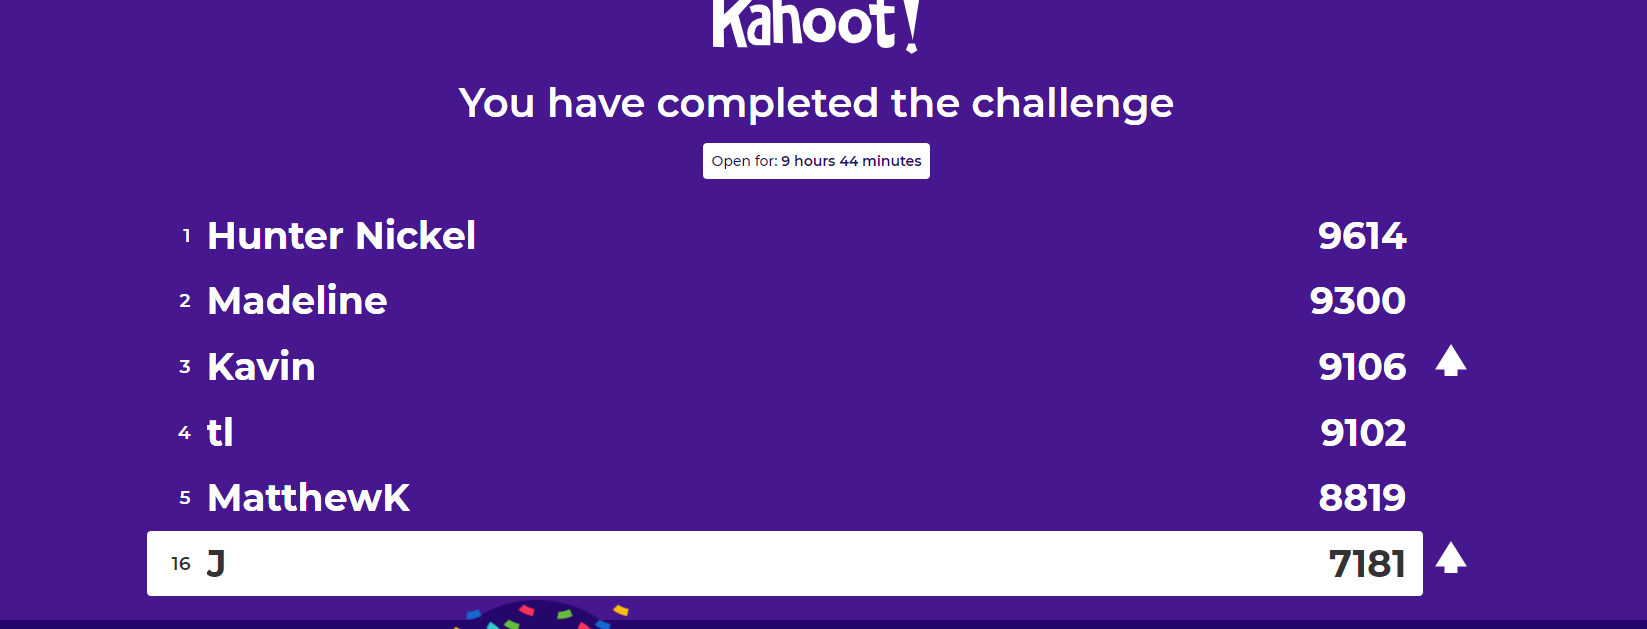 Kahoot!
You have completed the challenge
Open for: 9 hours 44 minutes
1 Hunter Nickel 9614
2 Madeline 9300
3 Kavin 9106
4 tl 9102
5 MatthewK 8819
16 J 7181